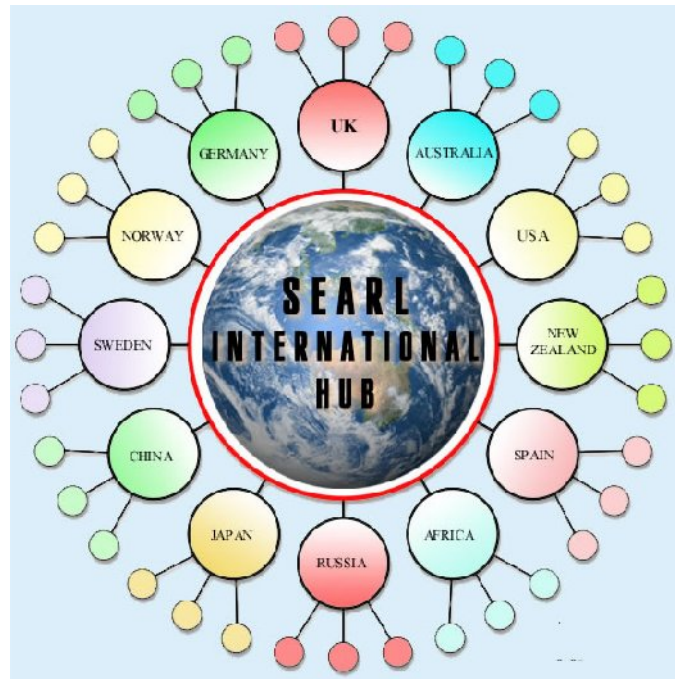 UK
AUSTRALIA
USA
NEW
ZEALAND
SPAIN
AFRICA
RUSSIA
JAPAN
CHINA
SWEDEN
NORWAY
GERMANY
SEARL
INTERNATIONAL
HUB